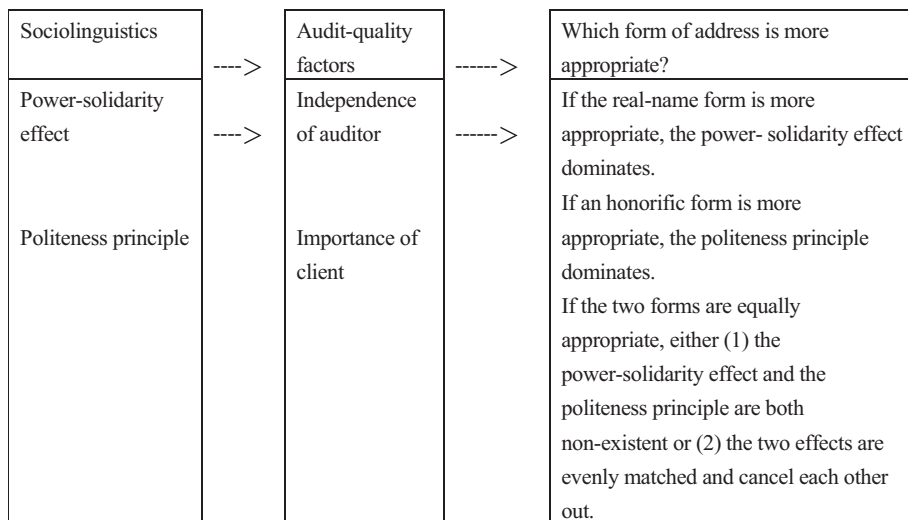 Sociolinguistics
---->
Audit-quality
factors
------>
Which form of address is more
appropriate?
Power-solidarity
effect
---->
Independence
of auditor
------>
If the real-name form is more
appropriate, the power- solidarity effect
dominates.
Politeness principle
Importance of
client
If an honorific form is more
appropriate, the politeness principle
dominates.
If the two forms are equally
appropriate, either (1) the
power-solidarity effect and the
politeness principle are both
non-existent or (2) the two effects are
evenly matched and cancel each other
out.